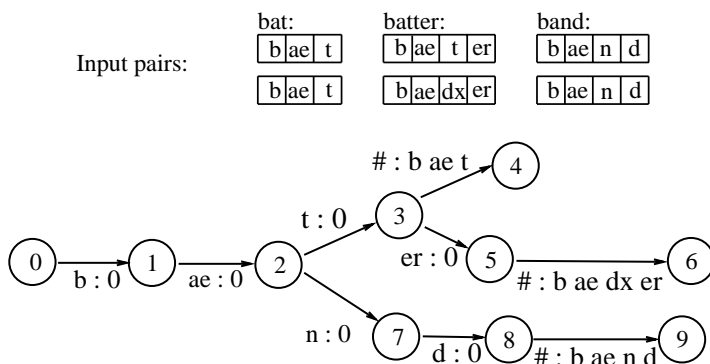 bat: batter: band:
Input pairs:
b ae t b ae t er b ae n d
b ae t b ae dx er b ae n d
# : b ae t
4
t : 0
3
0 1 2
b : 0 ae : 0
er : 0
5 6
# : b ae dx er
n : 0
7 8 9
d : 0 # : b ae n d